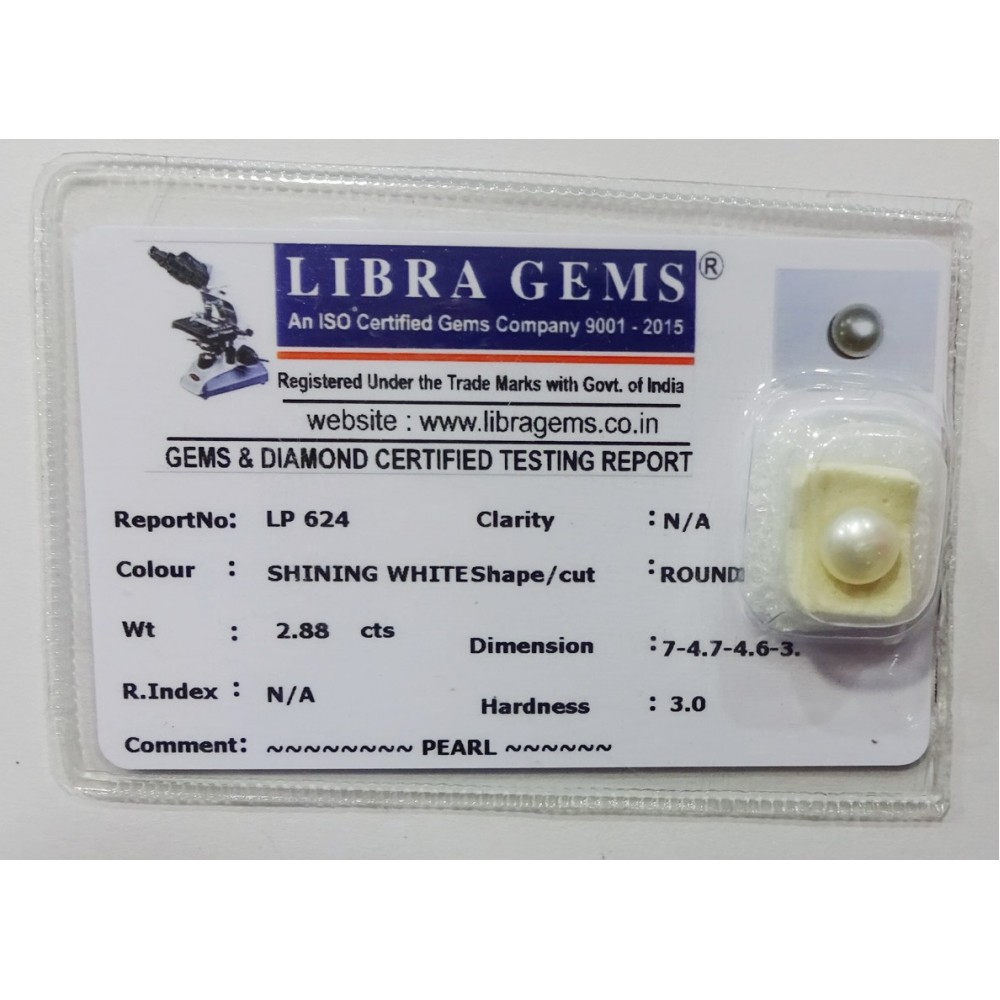 LIBRA GEMS ®
An ISO Certified Gems Company 9001 - 2015
Registered Under the Trade Marks with Govt. of India
website : www.libragems.co.in
GEMS & DIAMOND CERTIFIED TESTING REPORT
ReportNo: LP 624 Clarity : N/A
Colour : SHINING WHITE Shape/cut : ROUND
Wt : 2.88 cts Dimension : 7-4.7-4.6-3.
R.Index : N/A Hardness : 3.0
Comment: ~~~~~~~~ PEARL ~~~~~~